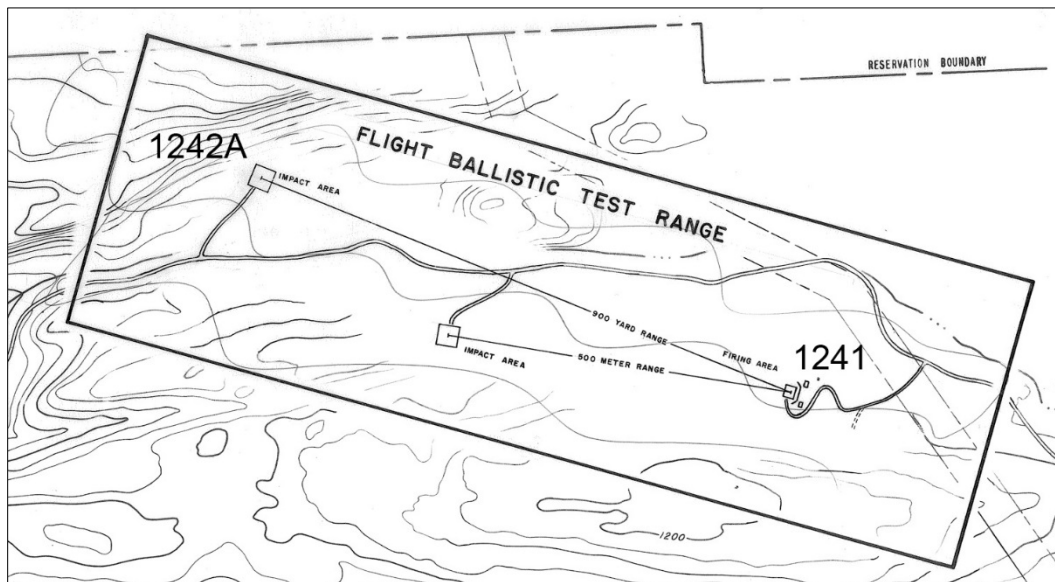 RESERVATION BOUNDARY
FLIGHT BALLISTIC TEST RANGE
1242A
IMPACT AREA
900 YARD RANGE
FIRING AREA
1241
IMPACT AREA
500 METER RANGE
1200